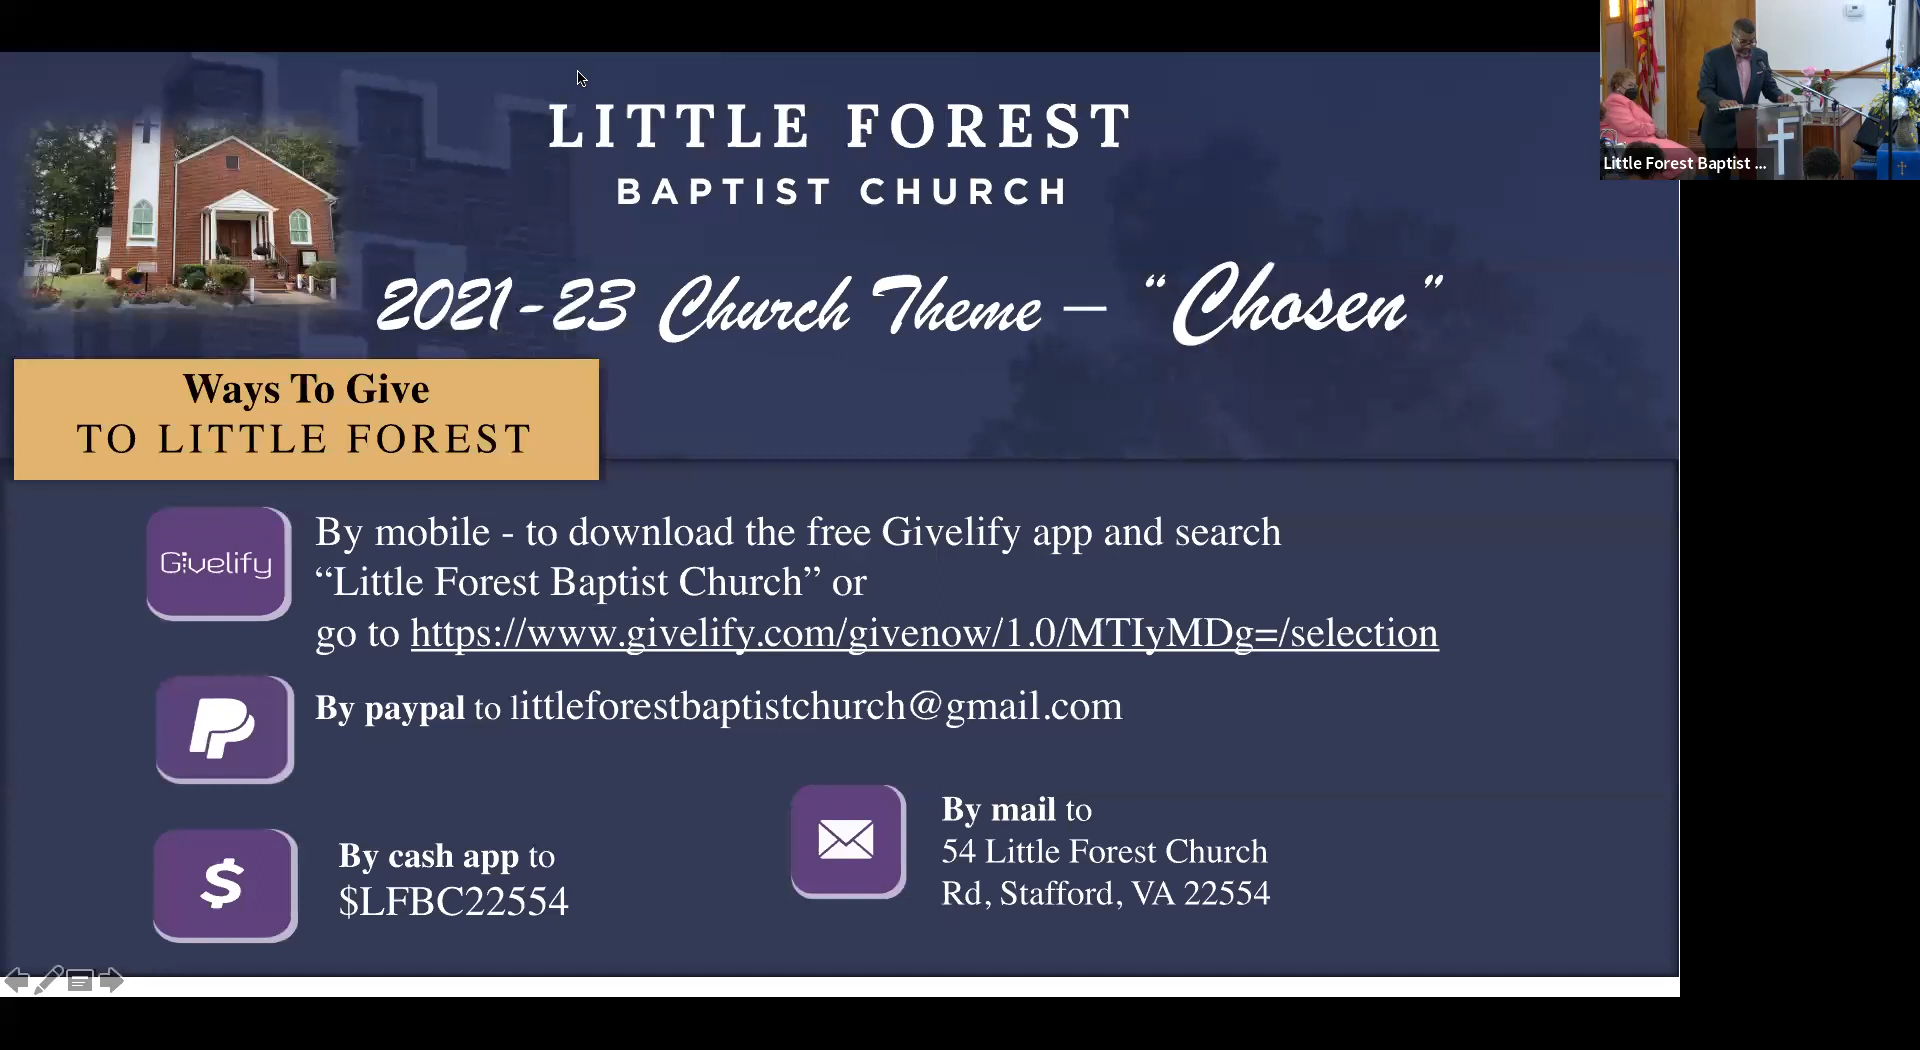 LITTLE FOREST
BAPTIST CHURCH
2021-23 Church Theme – “Chosen”
Ways To Give
TO LITTLE FOREST
Givelify
By mobile - to download the free Givelify app and search
“Little Forest Baptist Church” or
go to https://www.givelify.com/givenow/1.0/MTIyMDg=/selection
By paypal to littleforestbaptistchurch@gmail.com
By cash app to
$LFBC22554
By mail to
54 Little Forest Church
Rd, Stafford, VA 22554
Little Forest Baptist ...